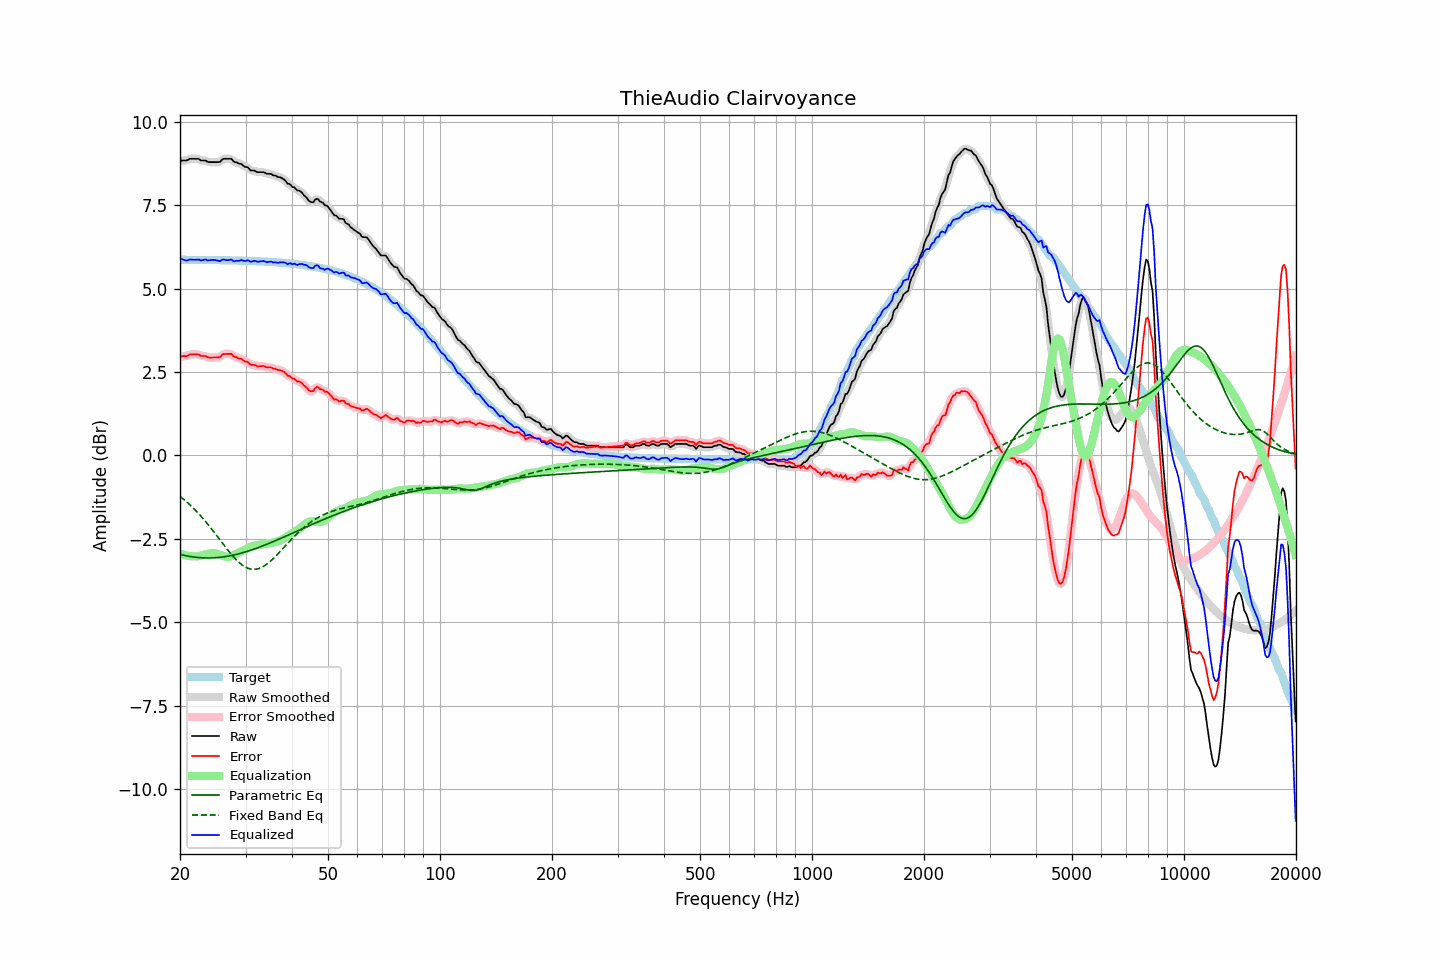 ThieAudio Clairvoyance
Amplitude (dBr)
10.0
7.5
5.0
2.5
0.0
−2.5
−5.0
−7.5
−10.0
Target
Raw Smoothed
Error Smoothed
Raw
Error
Equalization
Parametric Eq
Fixed Band Eq
Equalized
20 50 100 200 500 1000 2000 5000 10000 20000
Frequency (Hz)